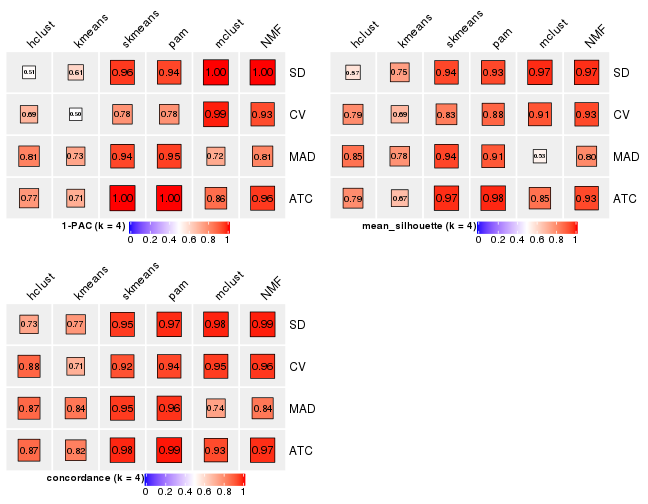 hclust kmeans skmeans pam mclust NMF
0.51 0.61 0.96 0.94 1.00 1.00 SD
0.69 0.50 0.78 0.78 0.99 0.93 CV
0.81 0.73 0.94 0.95 0.72 0.81 MAD
0.77 0.71 1.00 1.00 0.86 0.96 ATC
1-PAC (k = 4)
0 0.2 0.4 0.6 0.8 1
hclust kmeans skmeans pam mclust NMF
0.57 0.75 0.94 0.93 0.97 0.97 SD
0.79 0.69 0.83 0.88 0.91 0.93 CV
0.85 0.78 0.94 0.91 0.53 0.80 MAD
0.79 0.67 0.97 0.98 0.85 0.93 ATC
mean_silhouette (k = 4)
0 0.2 0.4 0.6 0.8 1
hclust kmeans skmeans pam mclust NMF
0.73 0.77 0.95 0.97 0.98 0.99 SD
0.88 0.71 0.92 0.94 0.95 0.96 CV
0.87 0.84 0.95 0.96 0.74 0.84 MAD
0.87 0.82 0.98 0.99 0.93 0.97 ATC
concordance (k = 4)
0 0.2 0.4 0.6 0.8 1